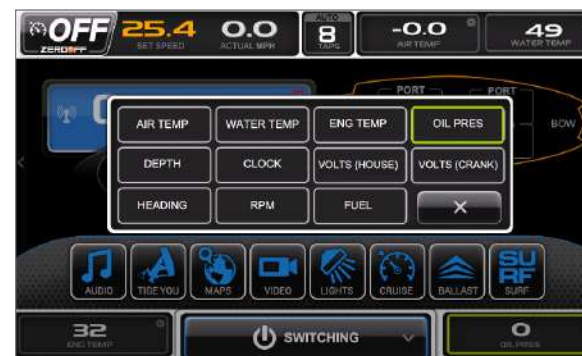 OFF 25.4 0.0 AUTO 8 -0.0 49
ZEROOFF SET SPEED ACTUAL MPH TAPS AIR TEMP WATER TEMP
PORT PORT
BOW
AIR TEMP WATER TEMP ENG TEMP OIL PRES
DEPTH CLOCK VOLTS (HOUSE) VOLTS (CRANK)
HEADING RPM FUEL X
SU
RF
AUDIO TIGE YOU MAPS VIDEO LIGHTS CRUISE BALLAST SURF
32 SWITCHING 0
ENG TEMP OIL PRES